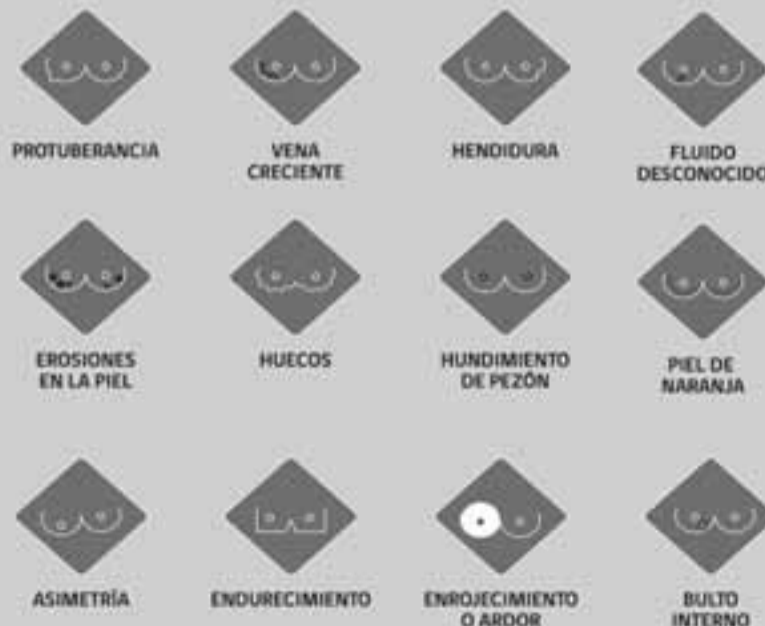 PROTUBERANCIA
VENA
CRECIENTE
HENDIDURA
FLUIDO
DESCONOCIDO
EROSIONES
EN LA PIEL
HUECOS
HUNDIMIENTO
DE PEZÓN
PIEL DE
NARANJA
ASIMETRÍA
ENDURECIMIENTO
ENROJECIMIENTO
O ARDOR
BULTO
INTERNO